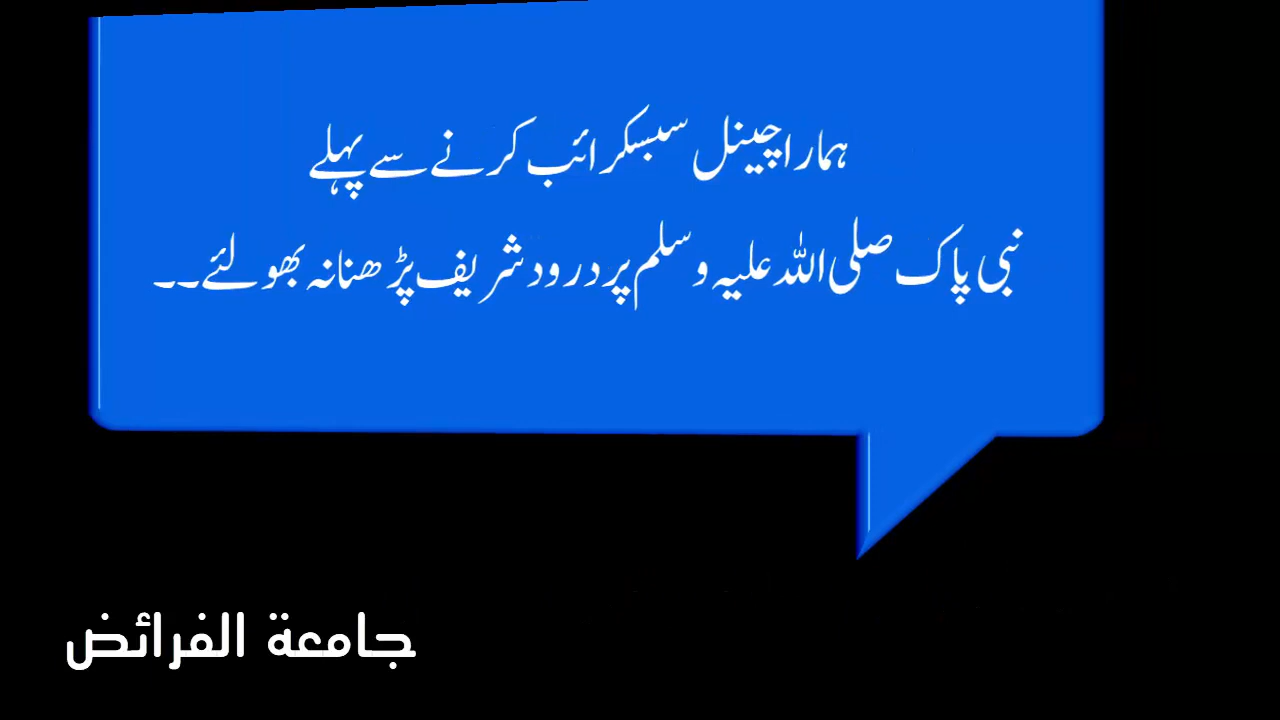 ہمارا چینل سبسکرائب کرنے سے پہلے
نبی پاک صلی اللہ علیہ وسلم پر درود شریف پڑھنا نہ بھولئے۔۔
جامعة الفرائض